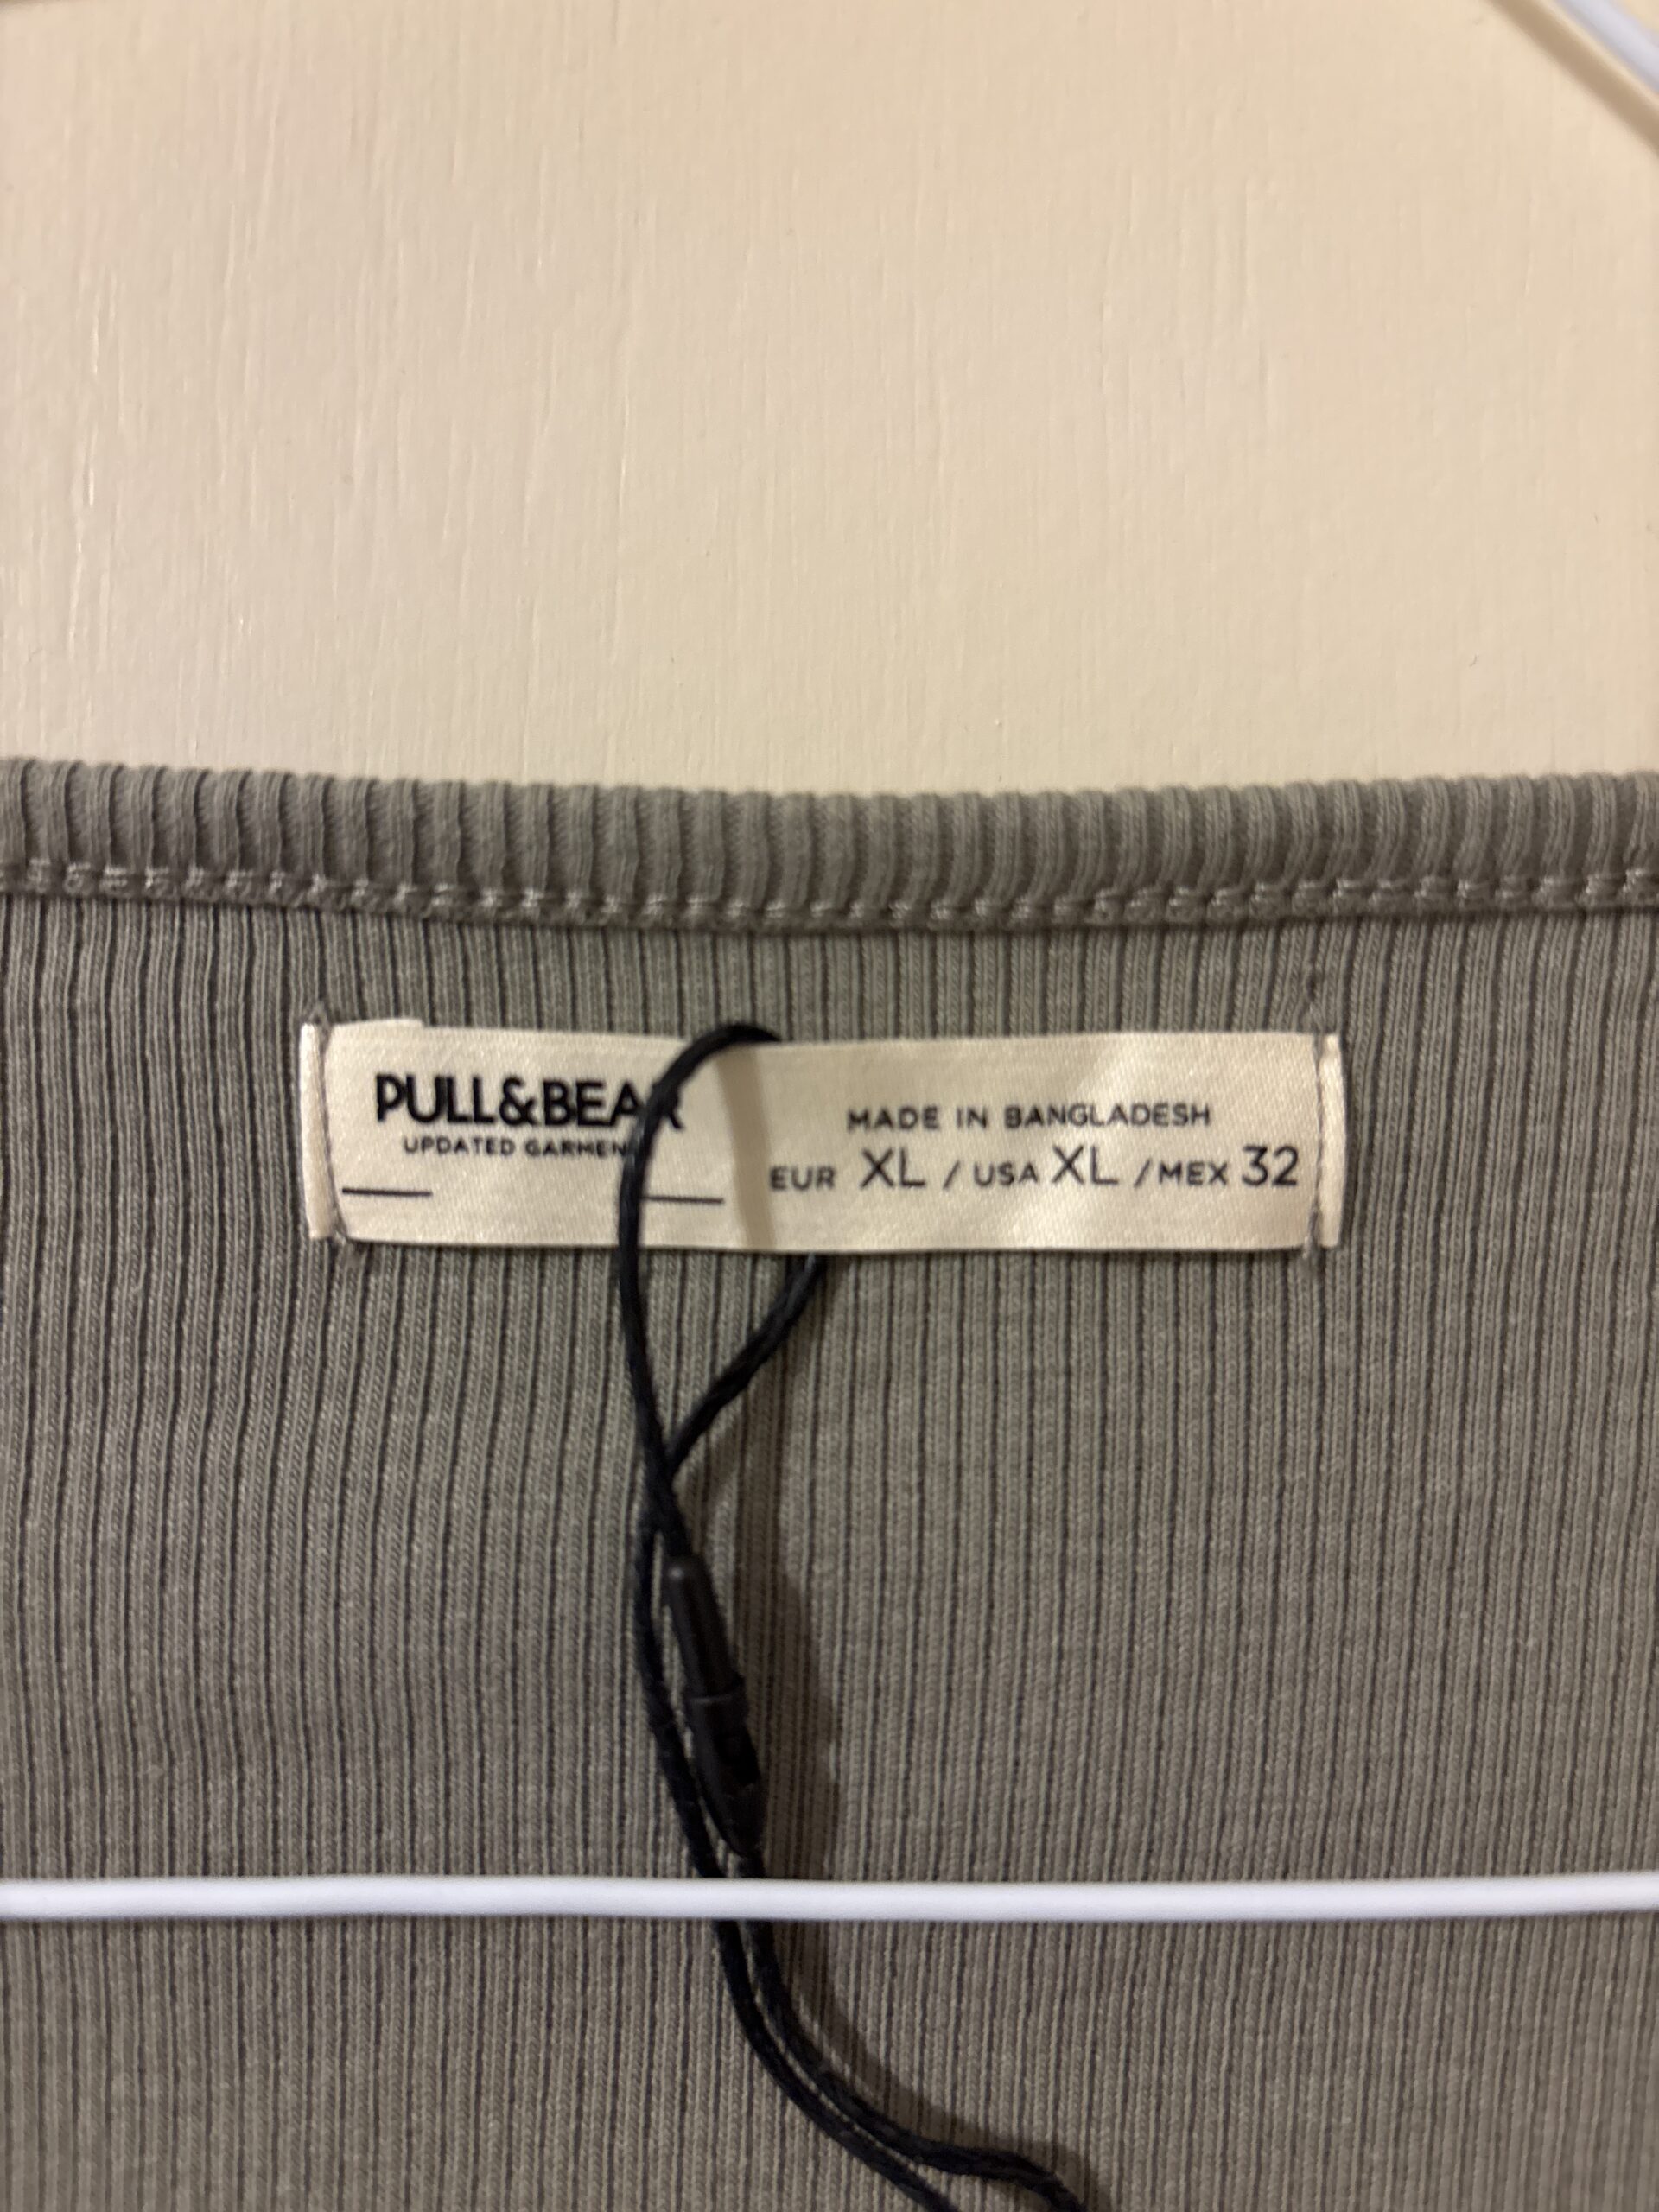 PULL&BEAR
UPDATED GARMEN
MADE IN BANGLADESH
EUR XL / USA XL / MEX 32